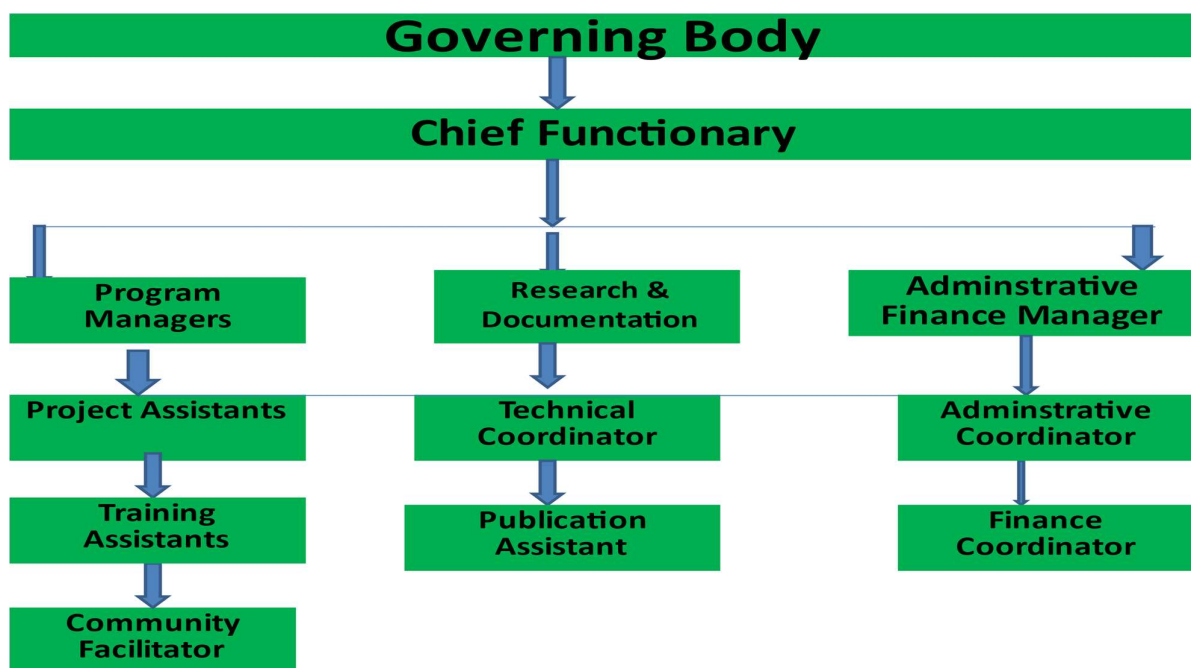 Governing Body
Chief Functionary
Program
Managers
Research &
Documentation
Adminstrative
Finance Manager
Project Assistants
Technical
Coordinator
Adminstrative
Coordinator
Training
Assistants
Publication
Assistant
Finance
Coordinator
Community
Facilitator